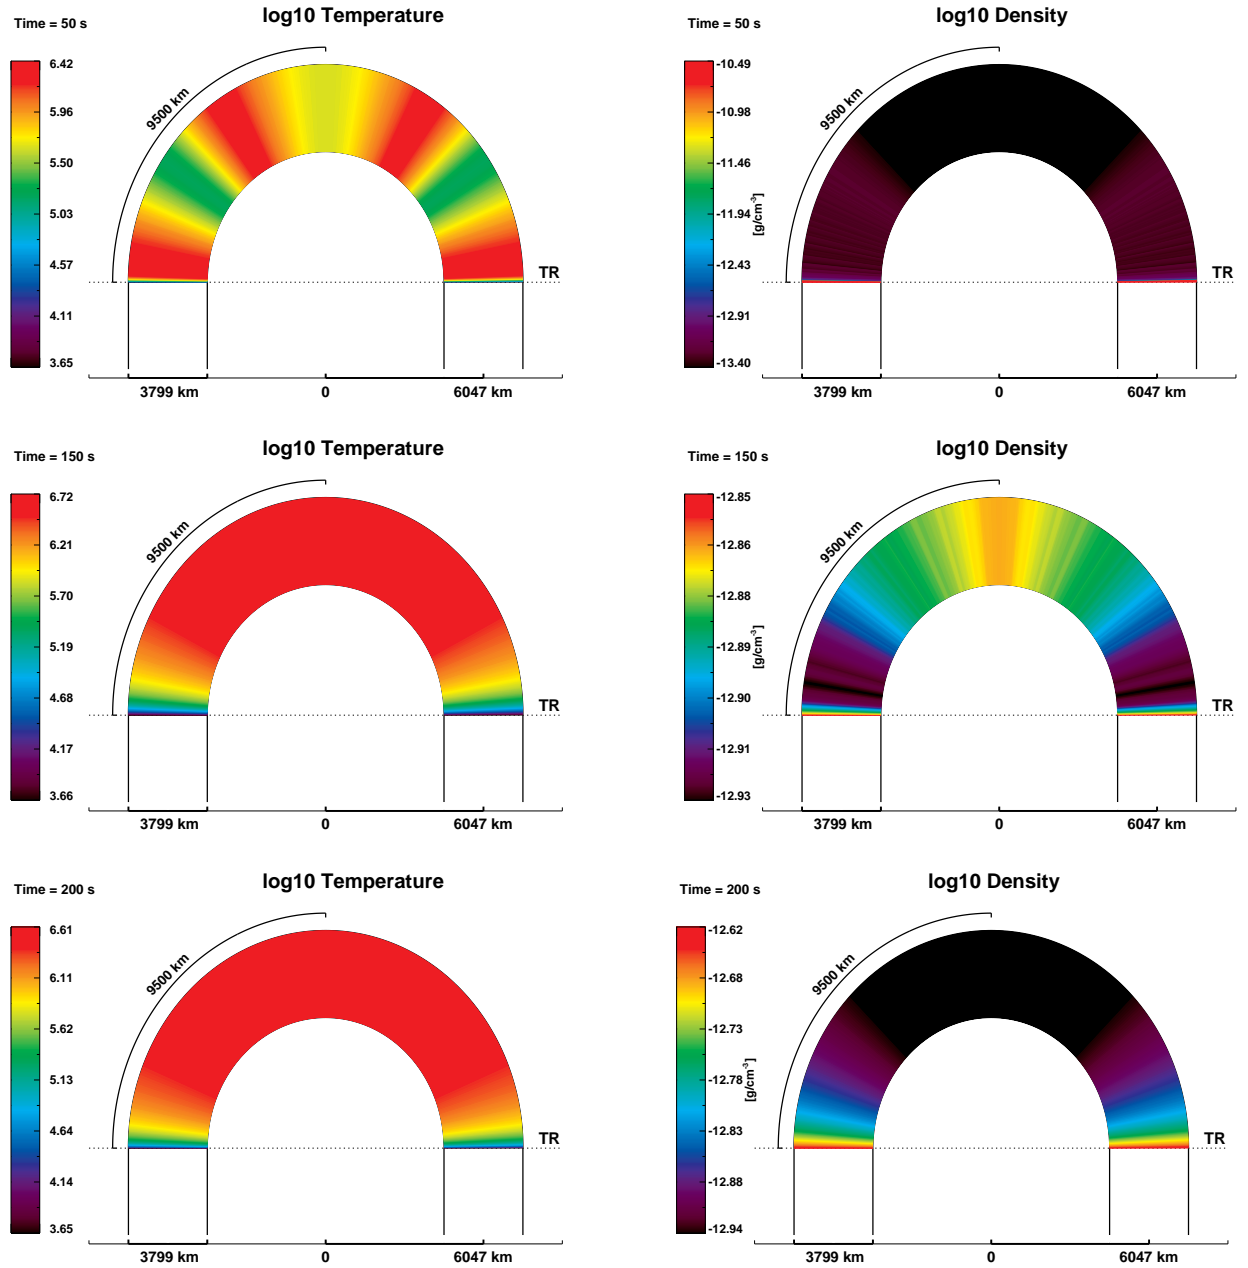 log10 Temperature
Time = 50 s
6.42
5.96
5.50
5.03
4.57
4.11
3.65
9500 km
TR
3799 km 0 6047 km
log10 Density
Time = 50 s
-10.49
-10.98
-11.46
-11.94
-12.43
-12.91
-13.40
[g/cm-3]
9500 km
TR
3799 km 0 6047 km
log10 Temperature
Time = 150 s
6.72
6.21
5.70
5.19
4.68
4.17
3.66
9500 km
TR
3799 km 0 6047 km
log10 Density
Time = 150 s
-12.85
-12.86
-12.88
-12.89
-12.90
-12.91
-12.93
[g/cm-3]
9500 km
TR
3799 km 0 6047 km
log10 Temperature
Time = 200 s
6.61
6.11
5.62
5.13
4.64
4.14
3.65
9500 km
TR
3799 km 0 6047 km
log10 Density
Time = 200 s
-12.62
-12.68
-12.73
-12.78
-12.83
-12.88
-12.94
[g/cm-3]
9500 km
TR
3799 km 0 6047 km